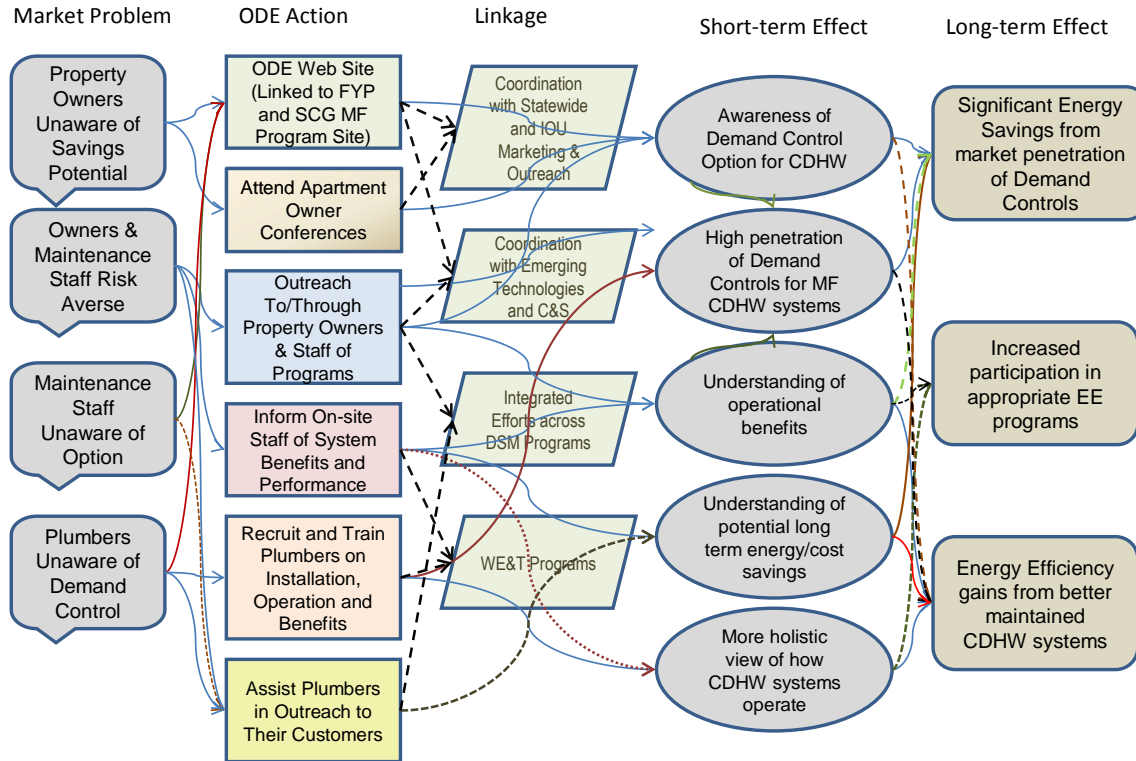 Market Problem
ODE Action
Linkage
Short-term Effect
Long-term Effect
Property
Owners
Unaware of
Savings
Potential
Owners &
Maintenance
Staff Risk
Averse
Maintenance
Staff
Unaware of
Option
Plumbers
Unaware of
Demand
Control
ODE Web Site
(Linked to FYP
and SCG MF
Program Site)
Attend Apartment
Owner
Conferences
Outreach
To/Through
Property Owners
& Staff of
Programs
Inform On-site
Staff of System
Benefits and
Performance
Recruit and Train
Plumbers on
Installation,
Operation and
Benefits
Assist Plumbers
in Outreach to
Their Customers
Coordination
with Statewide
and IOU
Marketing &
Outreach
Coordination
with Emerging
Technologies
and C&S
Integrated
Efforts across
DSM Programs
WE&T Programs
Awareness of
Demand Control
Option for CDHW
High penetration
of Demand
Controls for MF
CDHW systems
Understanding of
operational
benefits
Understanding of
potential long
term energy/cost
savings
More holistic
view of how
CDHW systems
operate
Significant Energy
Savings from
market penetration
of Demand
Controls
Increased
participation in
appropriate EE
programs
Energy Efficiency
gains from better
maintained
CDHW systems